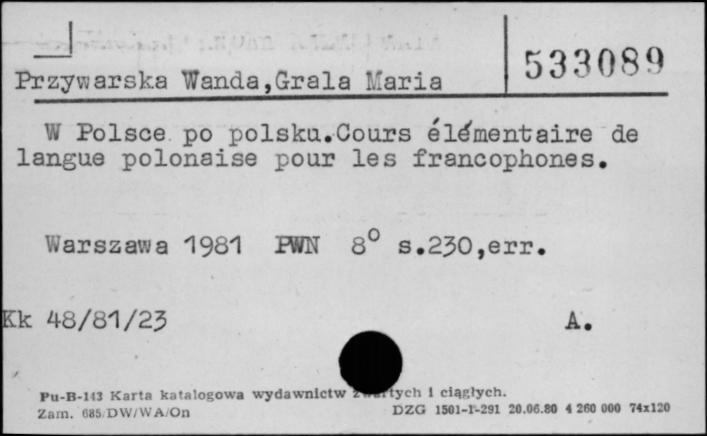 533089
Przywarska Wanda,Grala Maria
W Polsce po polsku.Cours élémentaire de
langue polonaise pour les francophones.
Warszawa 1981 PWN 8° s.230,err.
Kk 48/81/23 A.
Pu-B-143 Karta katalogowa wydawnictw zwartych i ciągłych.
Zam. 685/DW/WA/On DZG 1501-I-291 20.06.80 4 260 000 74x120